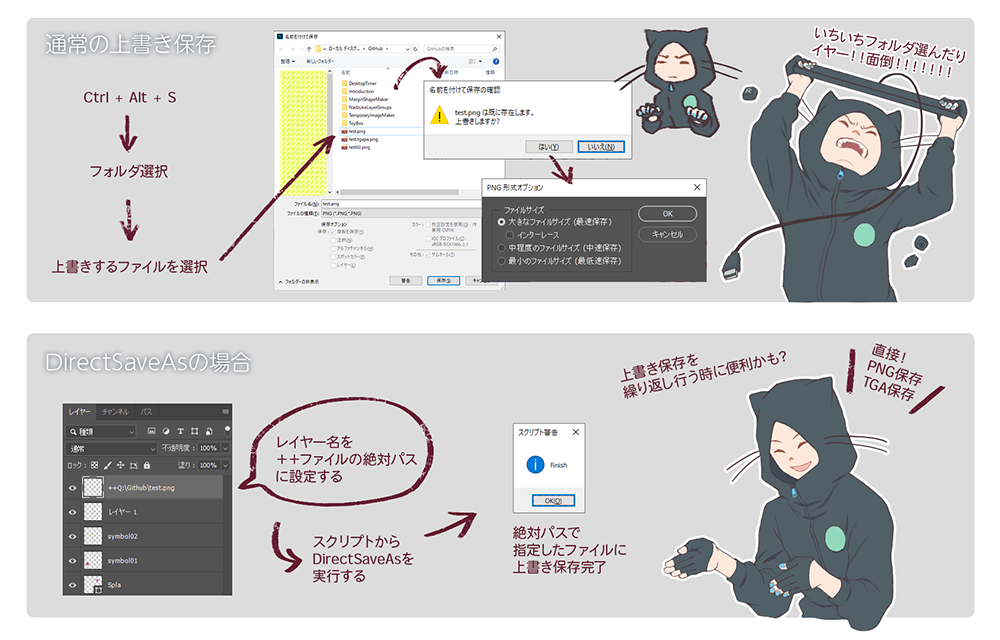 通常の上書き保存
Ctrl + Alt + S
フォルダ選択
上書きするファイルを選択
名前を付けて保存
ローカル ディスク...
GitHub
GitHubの検索
整理
新しいフォルダー
名前
種類
DesktopTimer
Introduction
MarginShapeMaker
NadsukeLayerGroups
TemporaryImageMaker
ToyBox
test.png
test.tgapa.png
test02.png
ファイル名(N):
test.png
ファイルの種類(T):
PNG (*.PNG;*.PNG)
保存オプション
レイヤー(L)
フォルダーの非表示
警告
保存(S)
名前を付けて保存の確認
test.png は既に存在します。
上書きしますか?
はい(Y)
いいえ(N)
PNG 形式オプション
ファイルサイズ
大きなファイルサイズ (最速保存)
インターレース
中程度のファイルサイズ (中速保存)
最小のファイルサイズ (最低速保存)
OK
キャンセル
いちいちフォルダ選んだり
イヤー!!面倒!!!!!!!
R
DirectSaveAsの場合
レイヤー
チャンネル
パス
種類
通常
不透明度: 100%
ロック:
塗り: 100%
++Q:\Github\test.png
レイヤー 1
symbol02
symbol01
Spla
レイヤー名を
++ファイルの絶対パス
に設定する
スクリプトから
DirectSaveAsを
実行する
スクリプト警告
Finish
OK(O)
絶対パスで
指定したファイルに
上書き保存完了
上書き保存を
繰り返し行う時に便利かも?
直接!
PNG保存
TGA保存